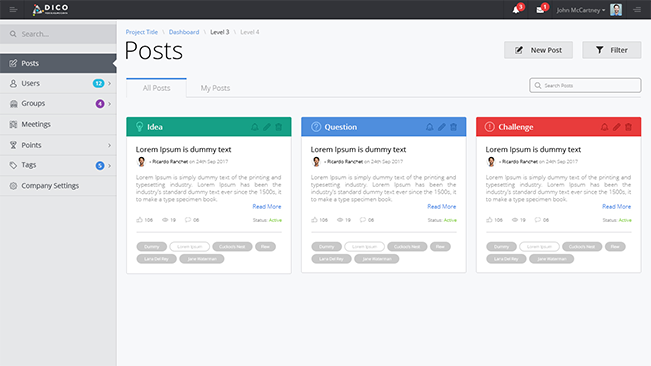 DICO
3
1
John McCartney
Search...
Project Title \ Dashboard \ Level 3 \ Level 4
Posts
New Post
Filter
Posts
Users 12
Groups 4
Meetings
Points
Tags 5
Company Settings
All Posts
My Posts
Search Posts
Idea
Lorem Ipsum is dummy text
Ricardo Ranchet on 24th Sep 2017
Lorem Ipsum is simply dummy text of the printing and
typesetting industry. Lorem Ipsum has been the
industry's standard dummy text ever since the 1500s, it
to make a type specimen book.
Read More
106 18 06 Status: Active
Dummy Lorem Ipsum Cuckoo's Nest Pew
Lana Del Rey Jane Waterman
Question
Lorem Ipsum is dummy text
Ricardo Ranchet on 24th Sep 2017
Lorem Ipsum is simply dummy text of the printing and
typesetting industry. Lorem Ipsum has been the
industry's standard dummy text ever since the 1500s, it
to make a type specimen book.
Read More
106 18 06 Status: Active
Dummy Lorem Ipsum Cuckoo's Nest Pew
Lana Del Rey Jane Waterman
Challenge
Lorem Ipsum is dummy text
Ricardo Ranchet on 24th Sep 2017
Lorem Ipsum is simply dummy text of the printing and
typesetting industry. Lorem Ipsum has been the
industry's standard dummy text ever since the 1500s, it
to make a type specimen book.
Read More
106 18 06 Status: Active
Dummy Lorem Ipsum Cuckoo's Nest Pew
Lana Del Rey Jane Waterman